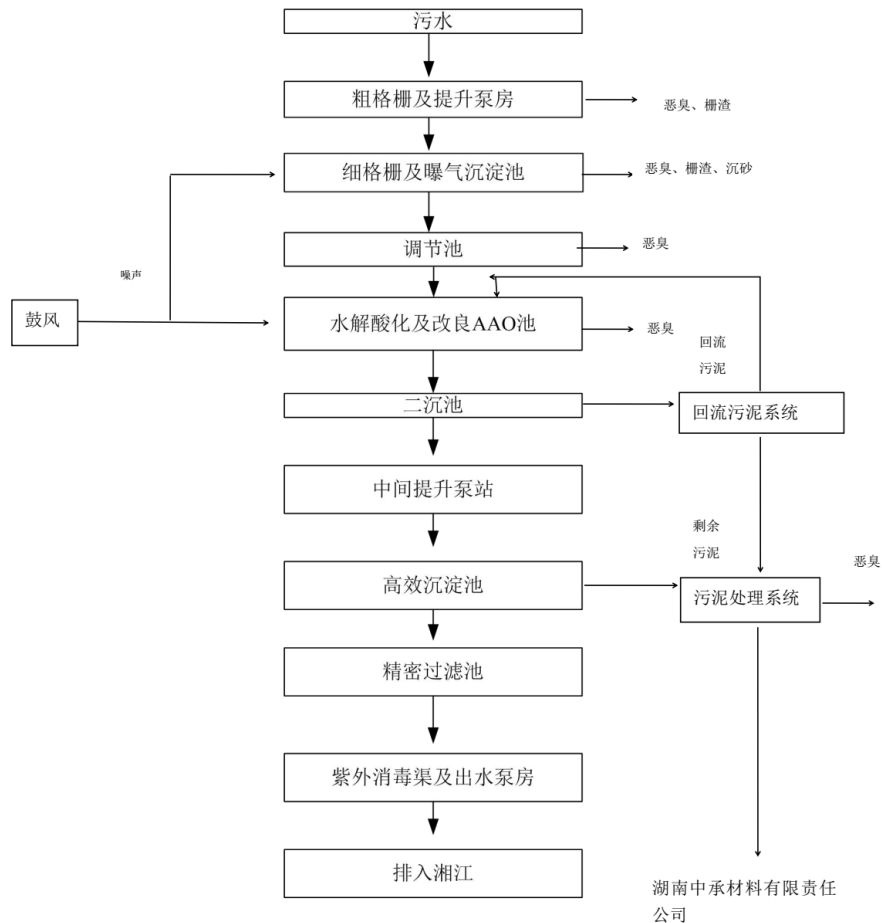 污水
粗格栅及提升泵房
恶臭、栅渣
细格栅及曝气沉淀池
恶臭、栅渣、沉砂
调节池
恶臭
噪声
鼓风
水解酸化及改良AAO池
恶臭
回流
污泥
二沉池
回流污泥系统
中间提升泵站
剩余
污泥
恶臭
高效沉淀池
污泥处理系统
精密过滤池
紫外消毒渠及出水泵房
排入湘江
湖南中承材料有限责任
公司